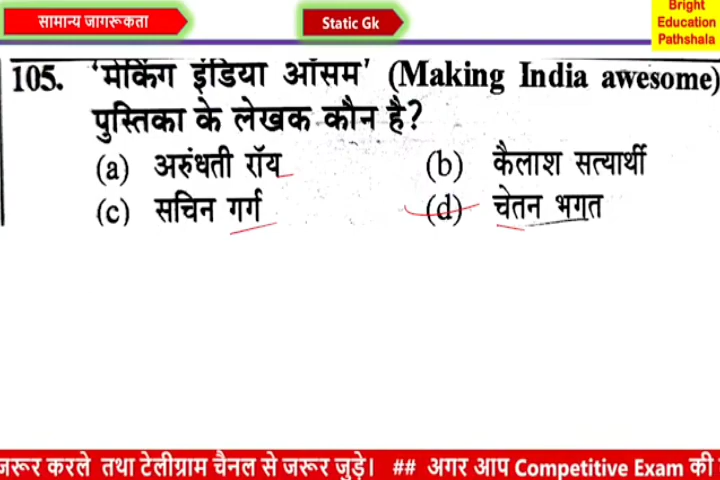 सामान्य जागरूकता
Static Gk
Bright
Education
Pathshala
105. 'मेकिंग इंडिया ऑसम' (Making India awesome)
पुस्तिका के लेखक कौन है?
(a) अरुंधती रॉय (b) कैलाश सत्यार्थी
(c) सचिन गर्ग (d) चेतन भगत
जरूर करले तथा टेलीग्राम चैनल से जरूर जुड़े। ## अगर आप Competitive Exam की